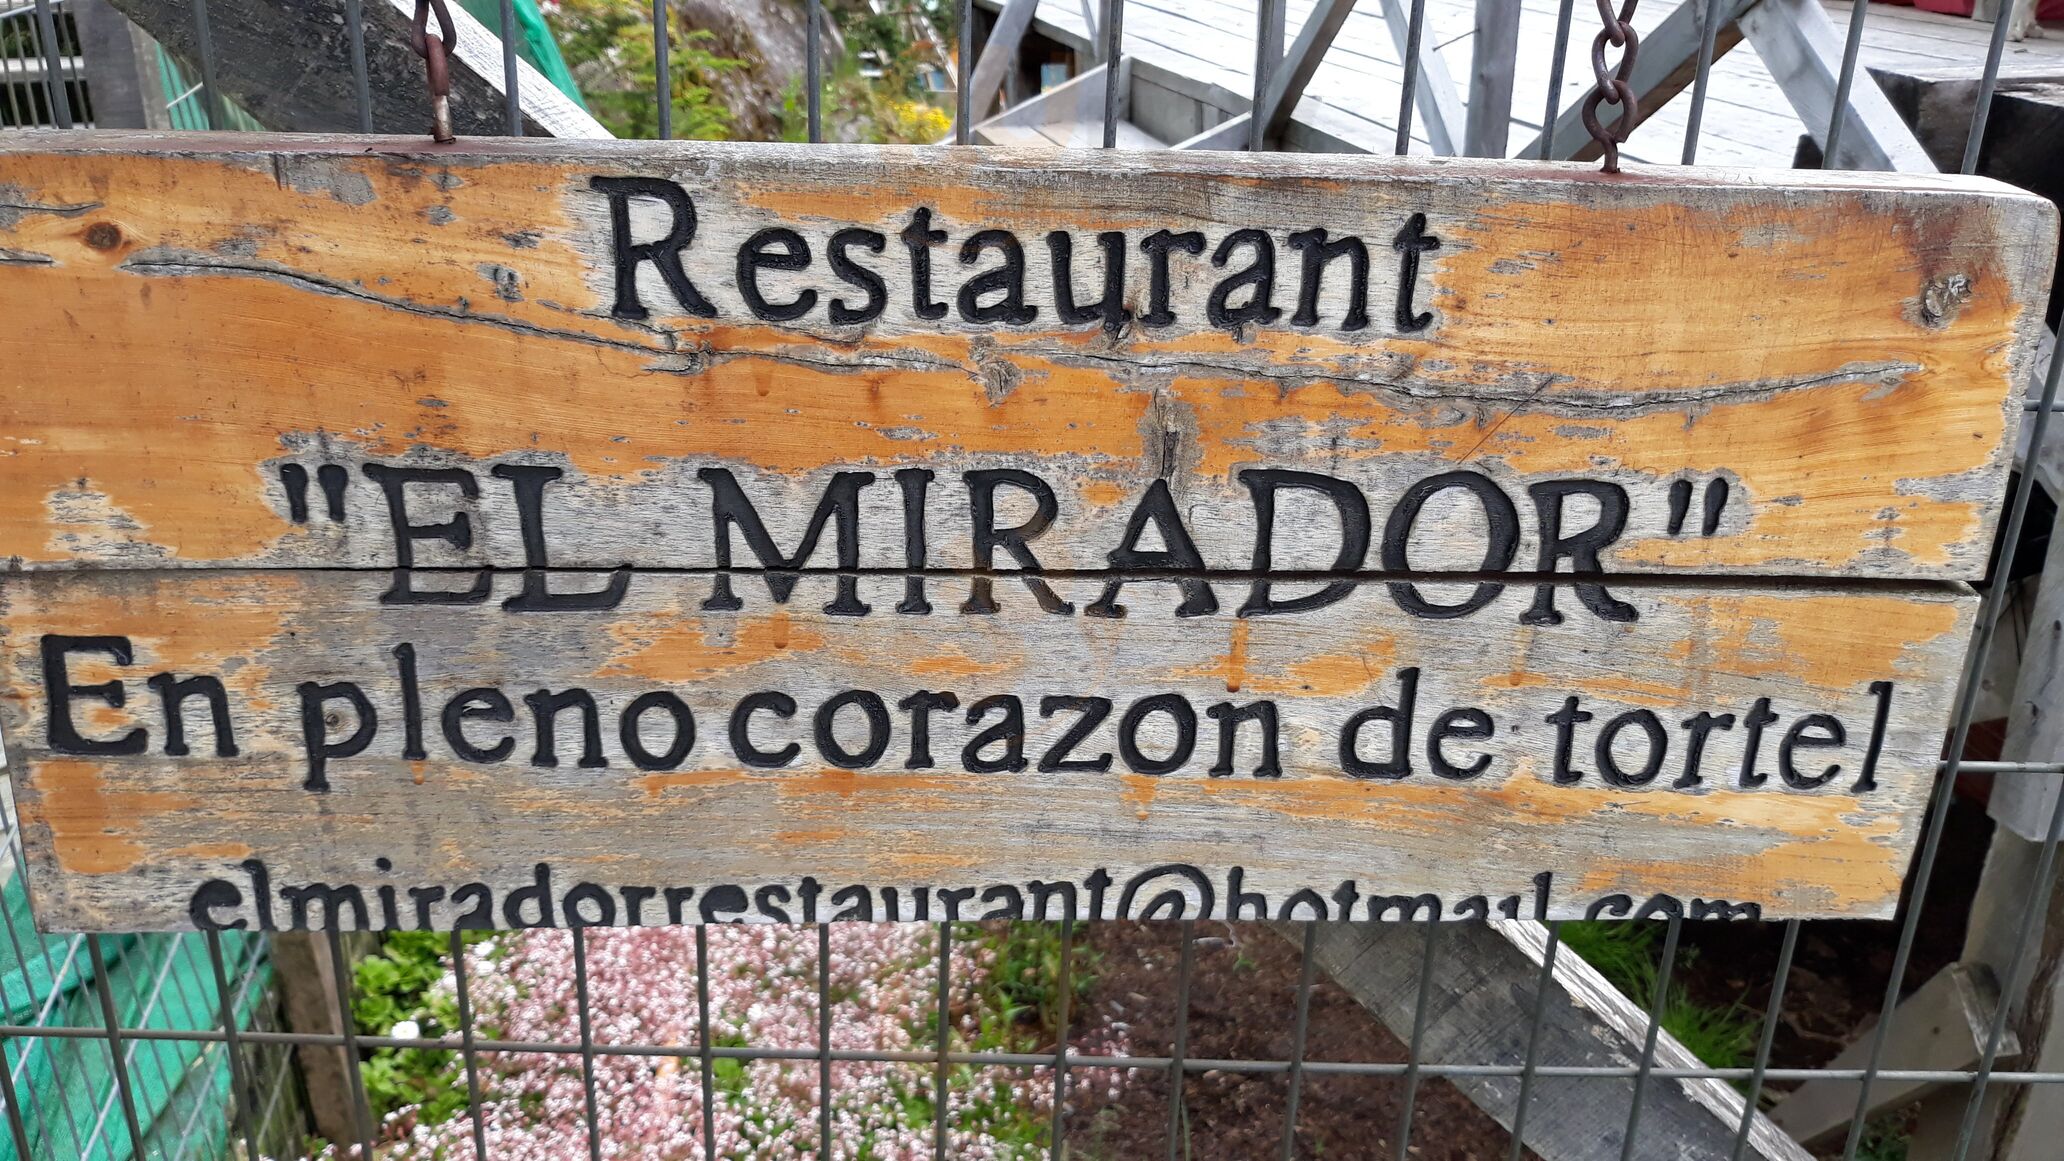 Restaurant
"EL MIRADOR"
En pleno corazon de tortel
elmiradorrestaurant@hotmail.com